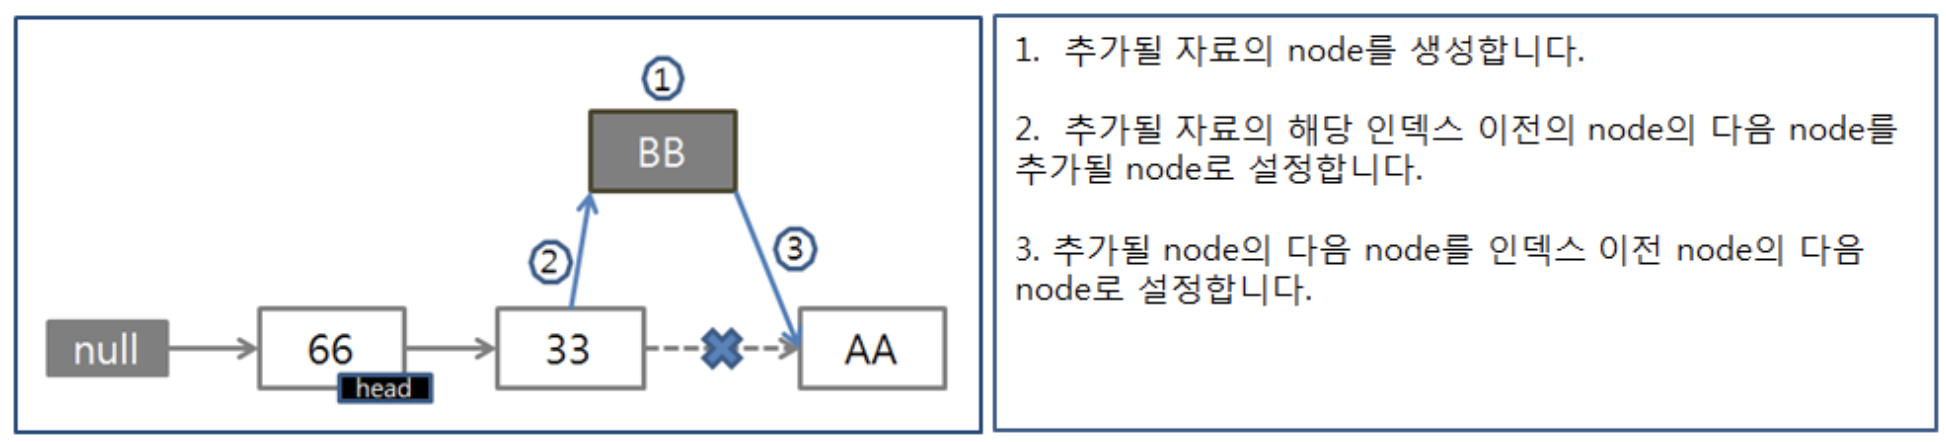 ①
BB
②
③
null
66
head
33
AA
1. 추가될 자료의 node를 생성합니다.
2. 추가될 자료의 해당 인덱스 이전의 node의 다음 node를
추가될 node로 설정합니다.
3. 추가될 node의 다음 node를 인덱스 이전 node의 다음
node로 설정합니다.